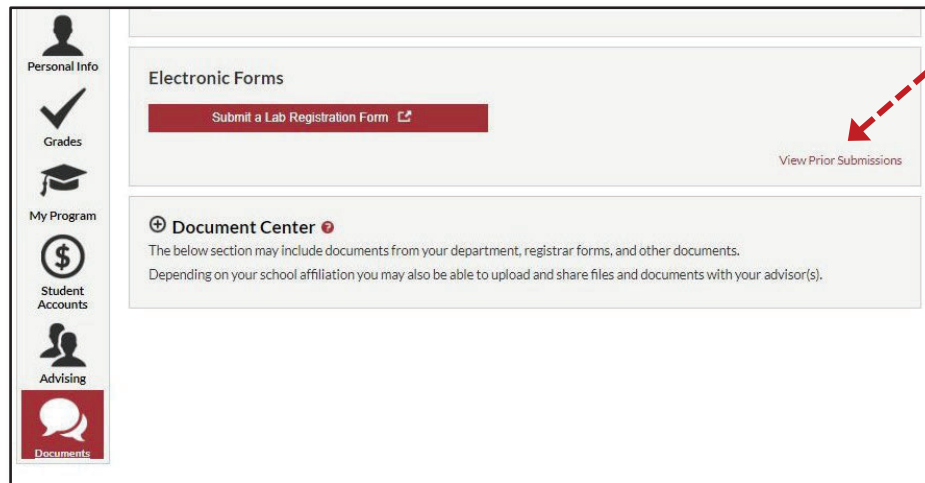 Personal Info
Grades
My Program
Student
Accounts
Advising
Documents
Electronic Forms
Submit a Lab Registration Form
View Prior Submissions
Document Center
The below section may include documents from your department, registrar forms, and other documents.
Depending on your school affiliation you may also be able to upload and share files and documents with your advisor(s).